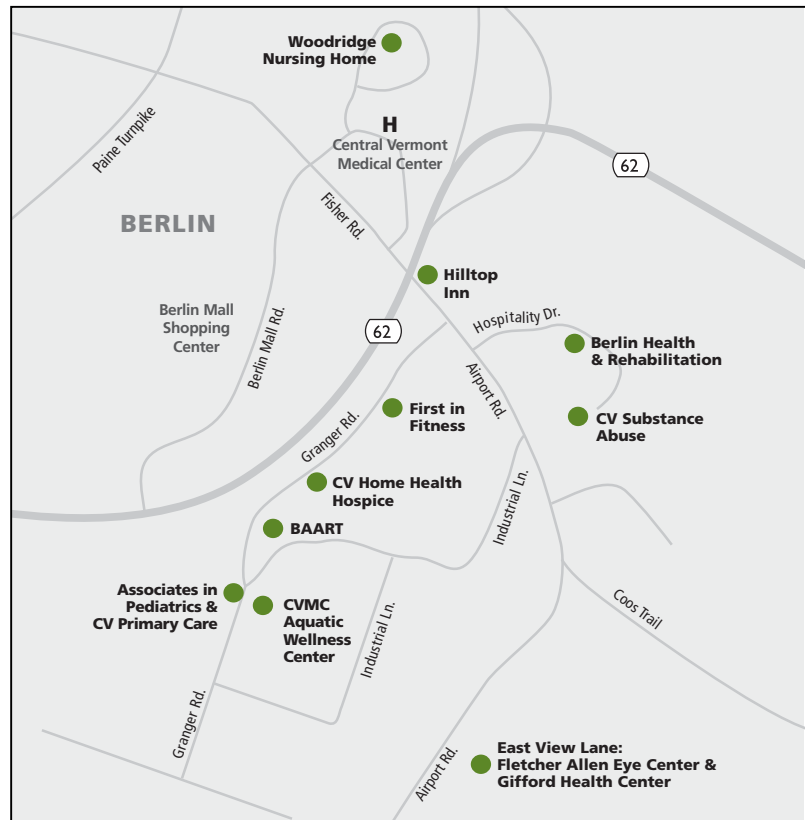 Woodridge
Nursing Home
Paine Turnpike
H
Central Vermont
Medical Center
62
Fisher Rd.
BERLIN
Hilltop
Inn
Hospitality Dr.
Berlin Mall
Shopping
Center
Berlin Mall Rd.
62
Berlin Health
& Rehabilitation
Airport Rd.
First in
Fitness
CV Substance
Abuse
Granger Rd.
CV Home Health
Hospice
Industrial Ln.
BAART
Associates in
Pediatrics &
CV Primary Care
CVMC
Aquatic
Wellness
Center
Industrial Ln.
Coos Trail
Granger Rd.
Airport Rd.
East View Lane:
Fletcher Allen Eye Center &
Gifford Health Center